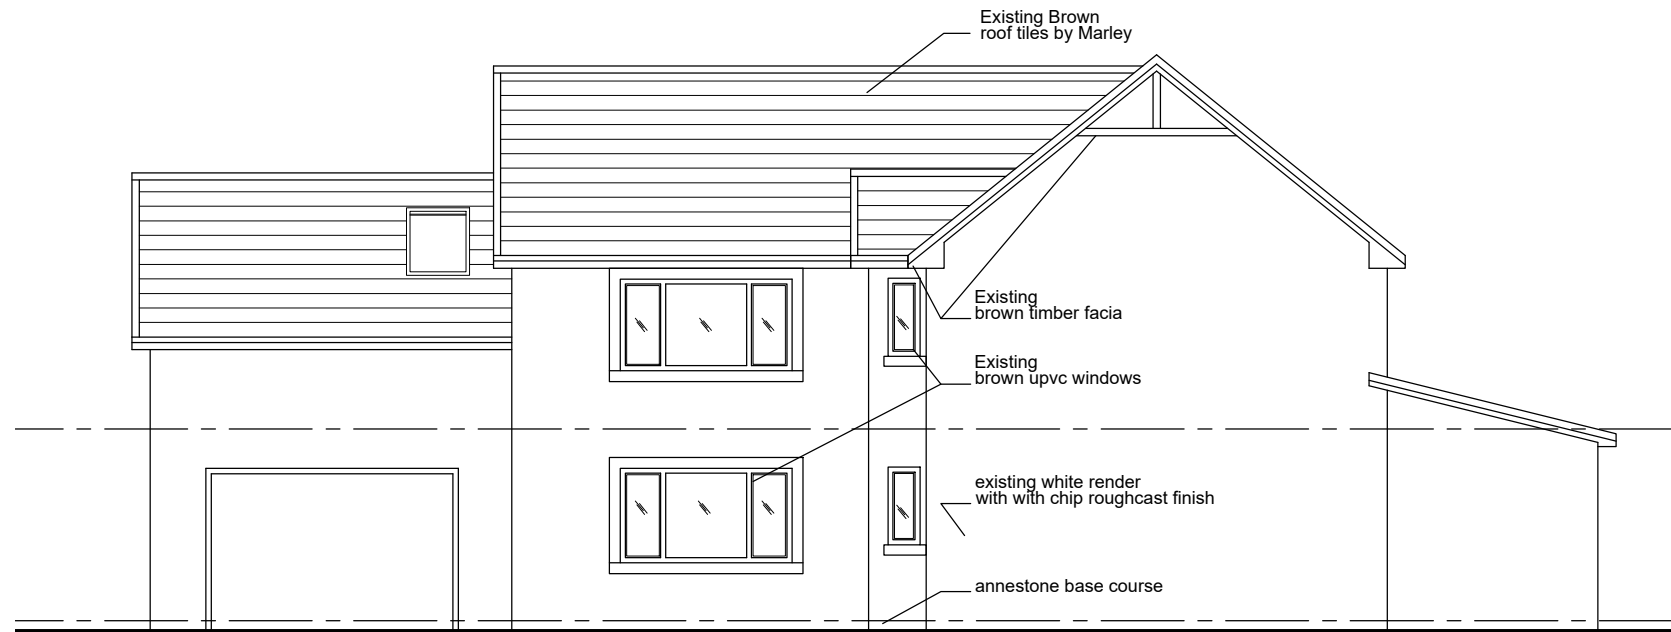 Existing Brown
roof tiles by Marley
Existing
brown timber facia
Existing
brown upvc windows
existing white render
with with chip roughcast finish
annestone base course